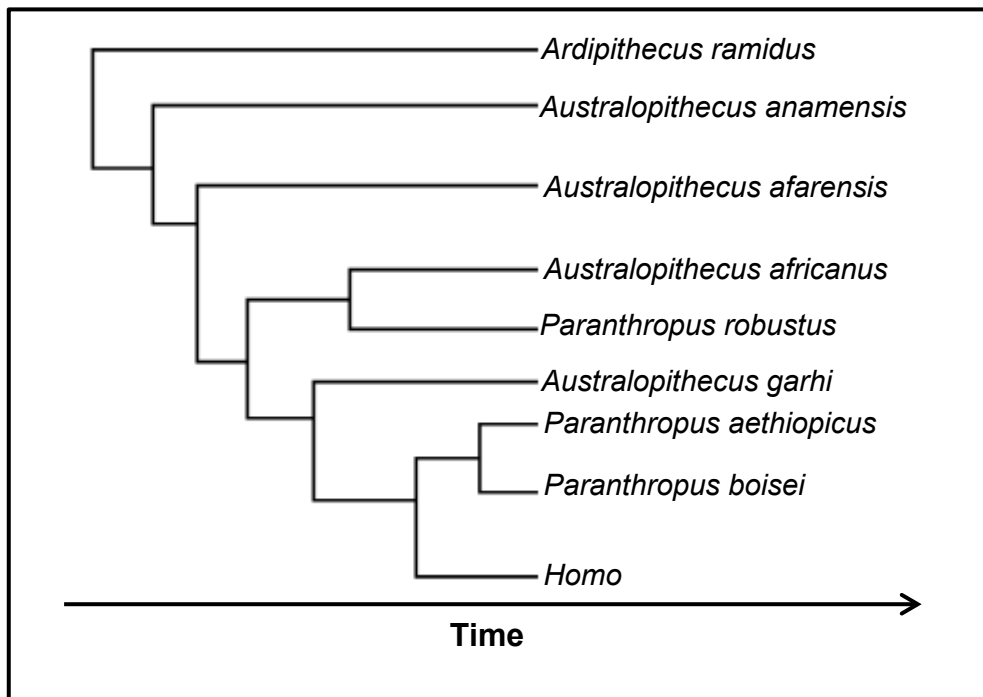 Ardipithecus ramidus
Australopithecus anamensis
Australopithecus afarensis
Australopithecus africanus
Paranthropus robustus
Australopithecus garhi
Paranthropus aethiopicus
Paranthropus boisei
Homo
Time